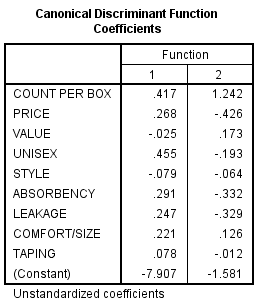 Canonical Discriminant Function
Coefficients
Function
1 2
COUNT PER BOX .417 1.242
PRICE .268 -.426
VALUE -.025 .173
UNISEX .455 -.193
STYLE -.079 -.064
ABSORBENCY .291 -.332
LEAKAGE .247 -.329
COMFORT/SIZE .221 .126
TAPING .078 -.012
(Constant) -7.907 -1.581
Unstandardized coefficients